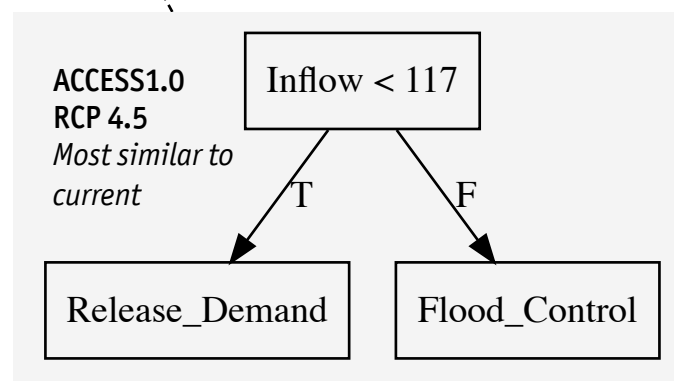 Inflow < 117
ACCESS1.0
RCP 4.5
Most similar to
current
T
F
Release_Demand
Flood_Control